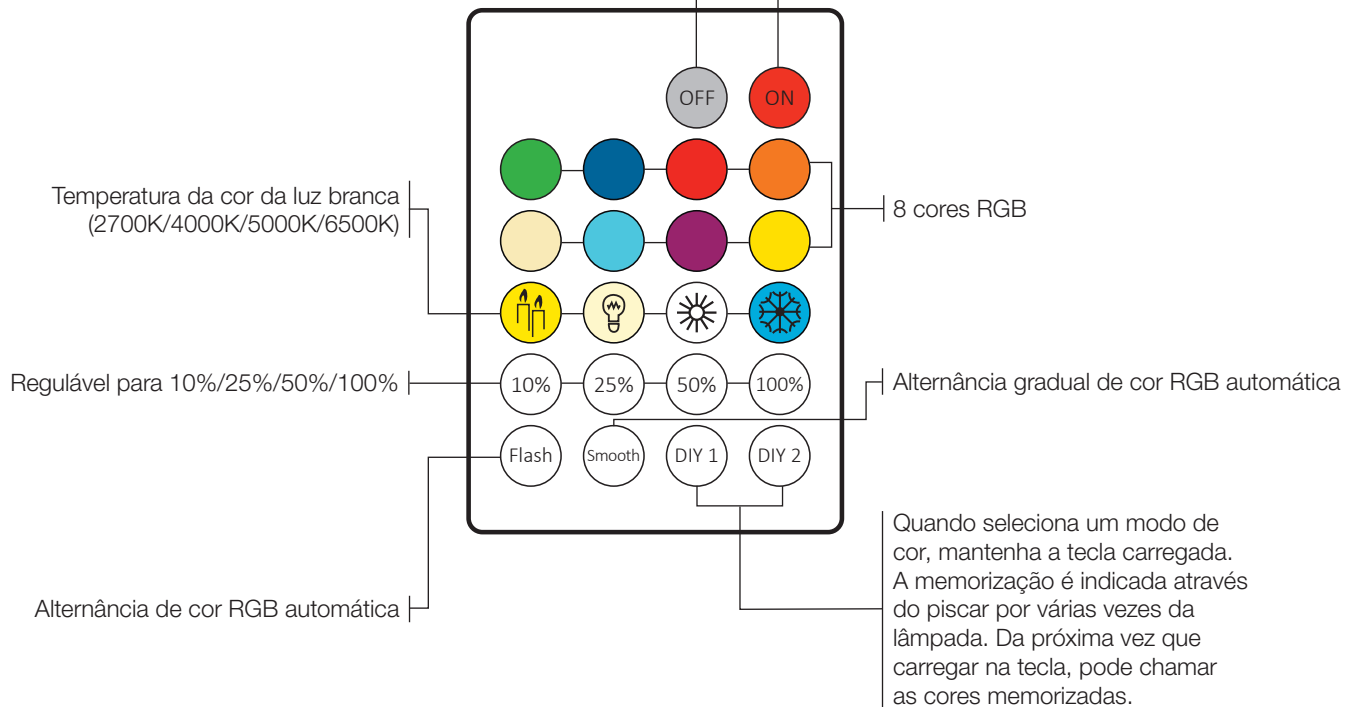 OFF
ON
Temperatura da cor da luz branca
(2700K/4000K/5000K/6500K)
8 cores RGB
Regulável para 10%/25%/50%/100%
10%
25%
50%
100%
Alternância gradual de cor RGB automática
Flash
Smooth
DIY 1
DIY 2
Quando seleciona um modo de
cor, mantenha a tecla carregada.
A memorização é indicada através
do piscar por várias vezes da
lâmpada. Da próxima vez que
carregar na tecla, pode chamar
as cores memorizadas.
Alternância de cor RGB automática